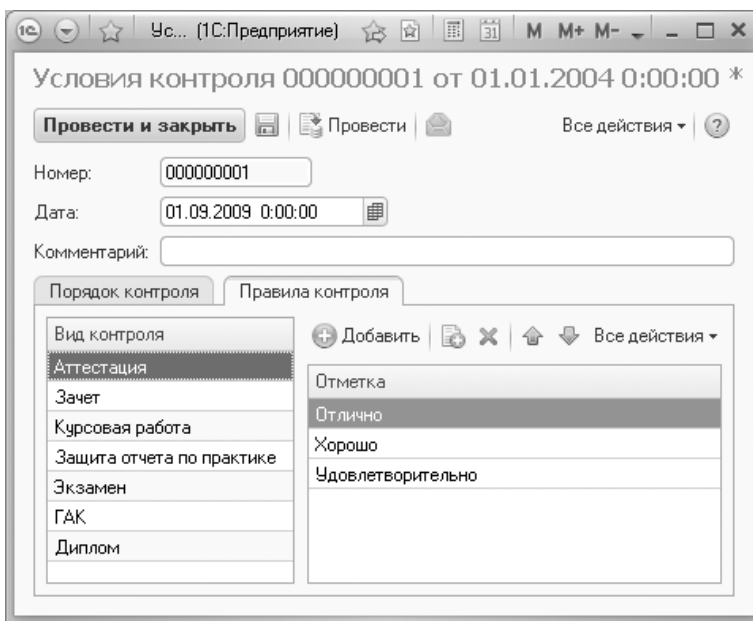 1С Ус... (1С:Предприятие) 31 M M+ M-
Условия контроля 000000001 от 01.01.2004 0:00:00 *
Провести и закрыть Провести Все действия ?
Номер: 000000001
Дата: 01.09.2009 0:00:00
Комментарий:
Порядок контроля Правила контроля
Вид контроля
Аттестация
Зачет
Курсовая работа
Защита отчета по практике
Экзамен
ГАК
Диплом
Добавить Все действия
Отметка
Отлично
Хорошо
Удовлетворительно